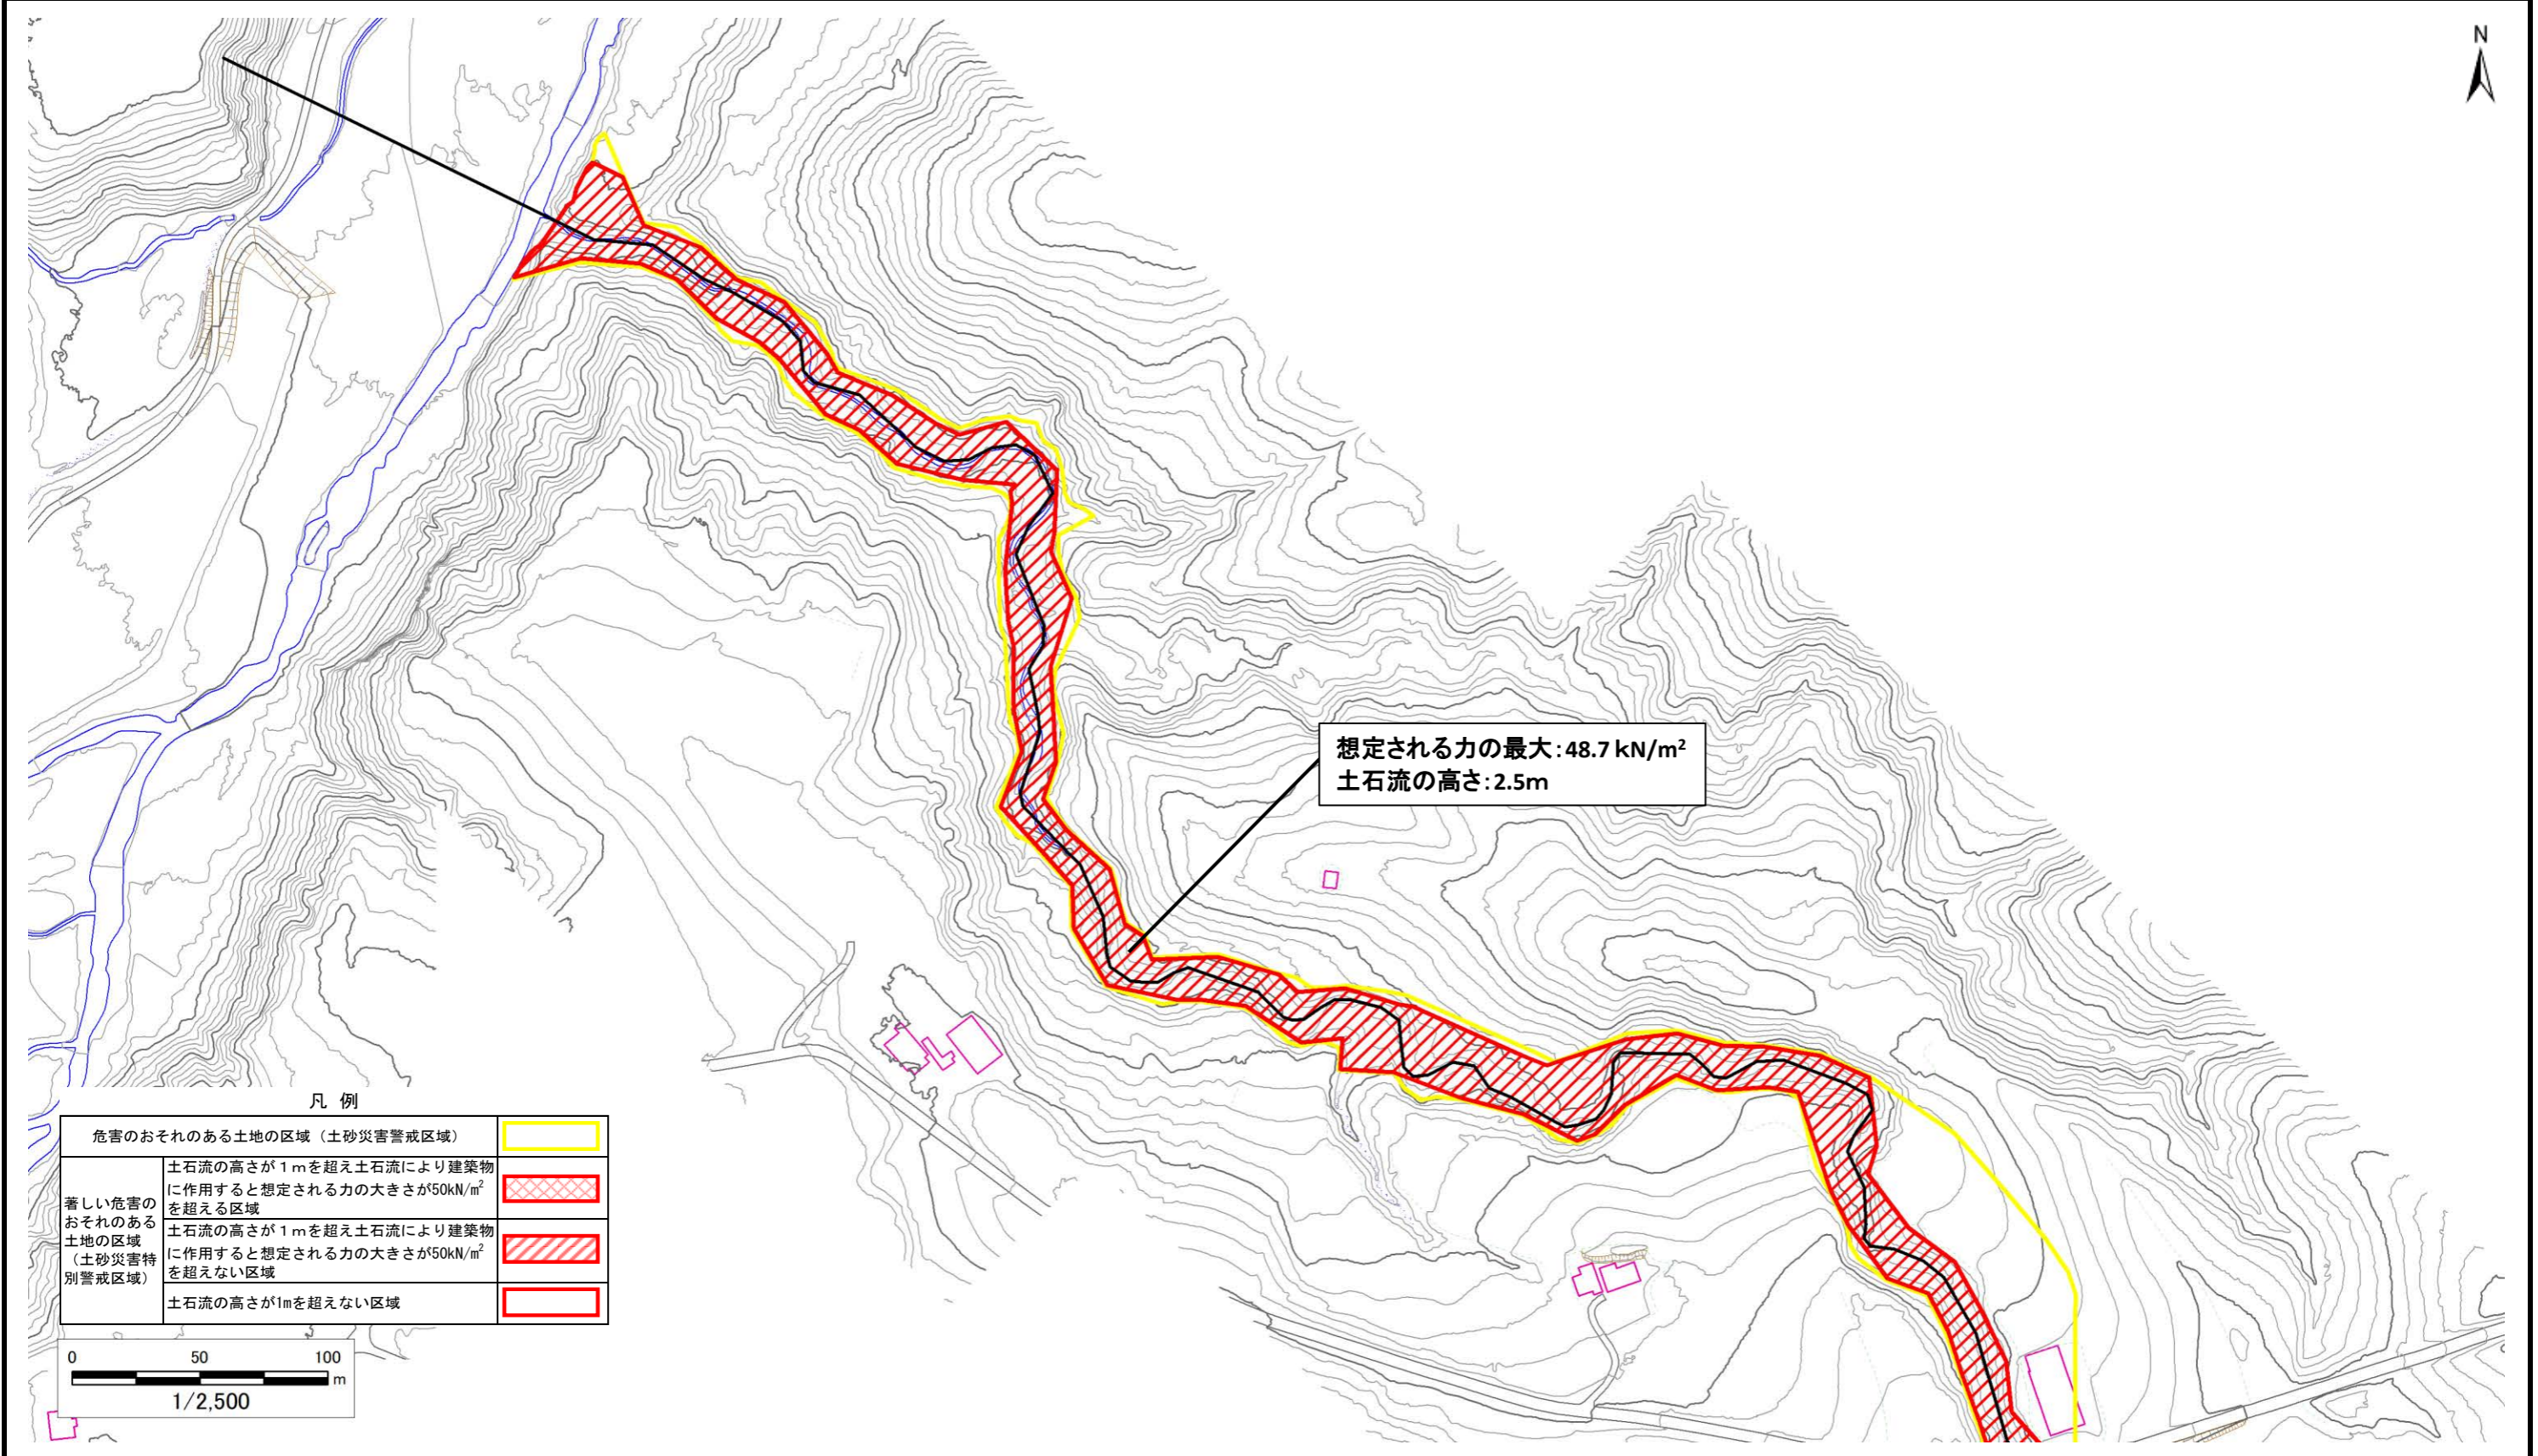 N
想定される力の最大:48.7kN/m²
土石流の高さ:2.5m
凡 例
危害のおそれのある土地の区域（土砂災害警戒区域）
著しい危害の
おそれのある
土地の区域
（土砂災害特
別警戒区域）
土石流の高さが１ｍを超え土石流により建築物
に作用すると想定される力の大きさが50kN/m²
を超える区域
土石流の高さが１ｍを超え土石流により建築物
に作用すると想定される力の大きさが50kN/m²
を超えない区域
土石流の高さが1mを超えない区域
0 50 100
m
1/2,500